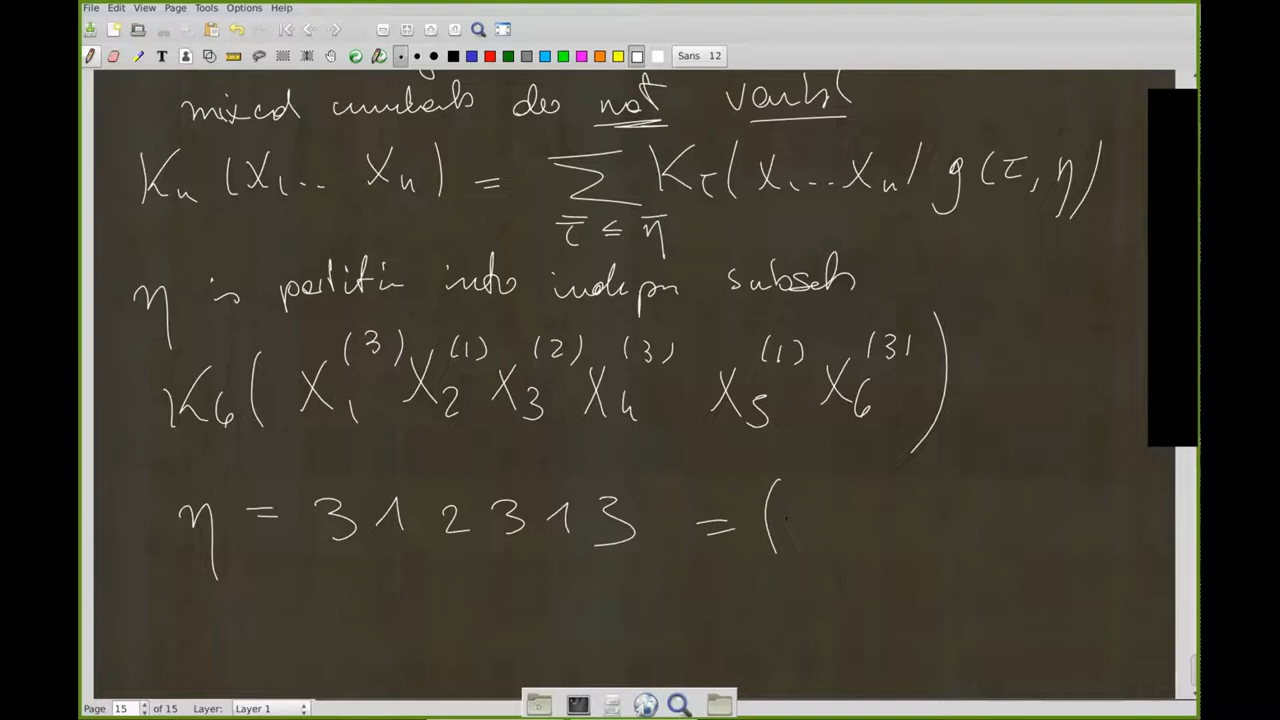 File Edit View Page Tools Options Help
Sans 12
mixed cumulants do not vanish
K_n (X_1 ... X_n) = Σ_{τ̄ ≤ η̄} K_τ (X_1 ... X_n) g(τ, η)
η is partition into indep subsets
K_6 ( X_1^{(3)} X_2^{(1)} X_3^{(2)} X_4^{(3)} X_5^{(1)} X_6^{(3)} )
η = 3 1 2 3 1 3 = (
Page 15 of 15 Layer: Layer 1